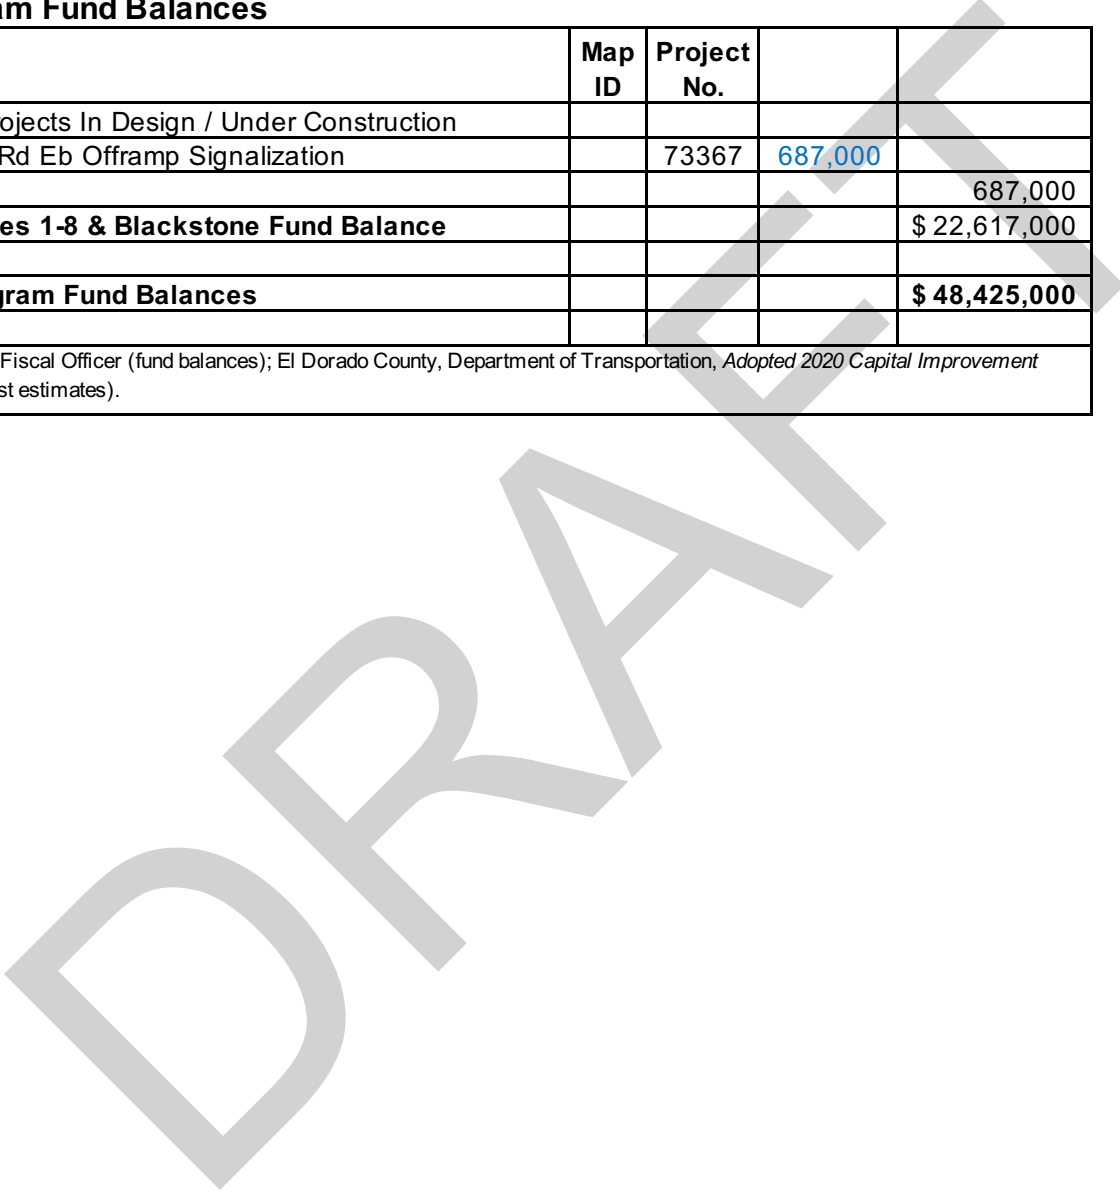 am Fund Balances
Map Project
ID No.
ojects In Design / Under Construction
Rd Eb Offramp Signalization 73367 687,000
687,000
es 1-8 & Blackstone Fund Balance $ 22,617,000
gram Fund Balances $ 48,425,000
Fiscal Officer (fund balances); El Dorado County, Department of Transportation, Adopted 2020 Capital Improvement
st estimates).
DRAFT